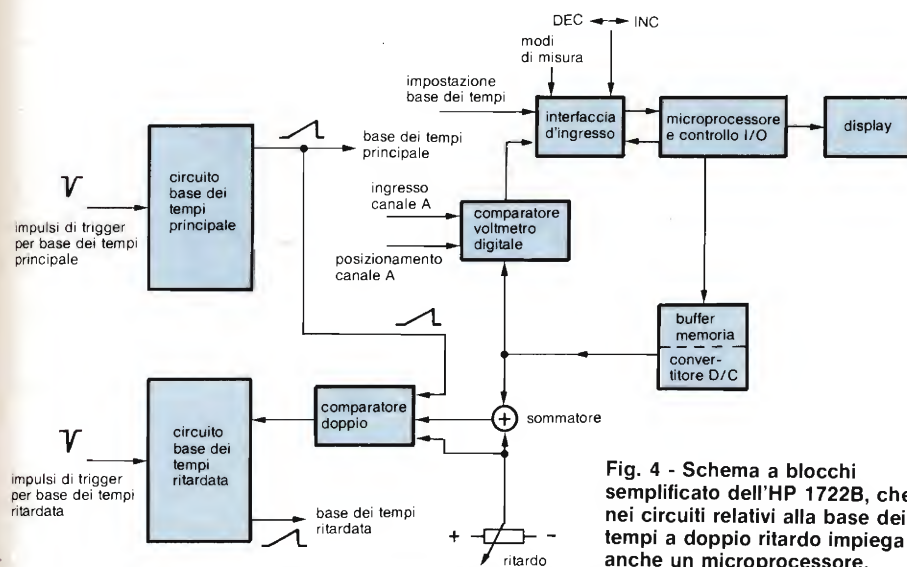 DEC INC
modi
di misura
impostazione
base dei tempi
interfaccia
d'ingresso
microprocessore
e controllo I/O
display
base dei tempi
principale
circuito
base dei
tempi
principale
impulsi di trigger
per base dei tempi
principale
ingresso
canale A
posizionamento
canale A
comparatore
voltmetro
digitale
buffer
memoria
conver-
titore D/C
comparatore
doppio
+
sommatore
circuito
base dei
tempi
ritardata
impulsi di trigger
per base dei tempi
ritardata
base dei tempi
ritardata
+ -
ritardo
Fig. 4 - Schema a blocchi
semplificato dell'HP 1722B, che
nei circuiti relativi alla base dei
tempi a doppio ritardo impiega
anche un microprocessore.